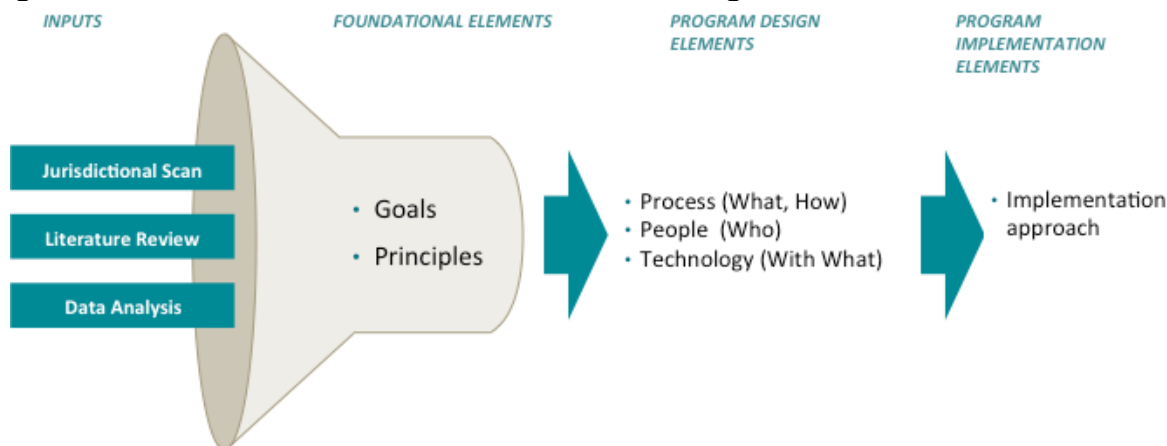 INPUTS
FOUNDATIONAL ELEMENTS
PROGRAM DESIGN
ELEMENTS
PROGRAM
IMPLEMENTATION
ELEMENTS
Jurisdictional Scan
Literature Review
Data Analysis
• Goals
• Principles
• Process (What, How)
• People (Who)
• Technology (With What)
• Implementation
approach